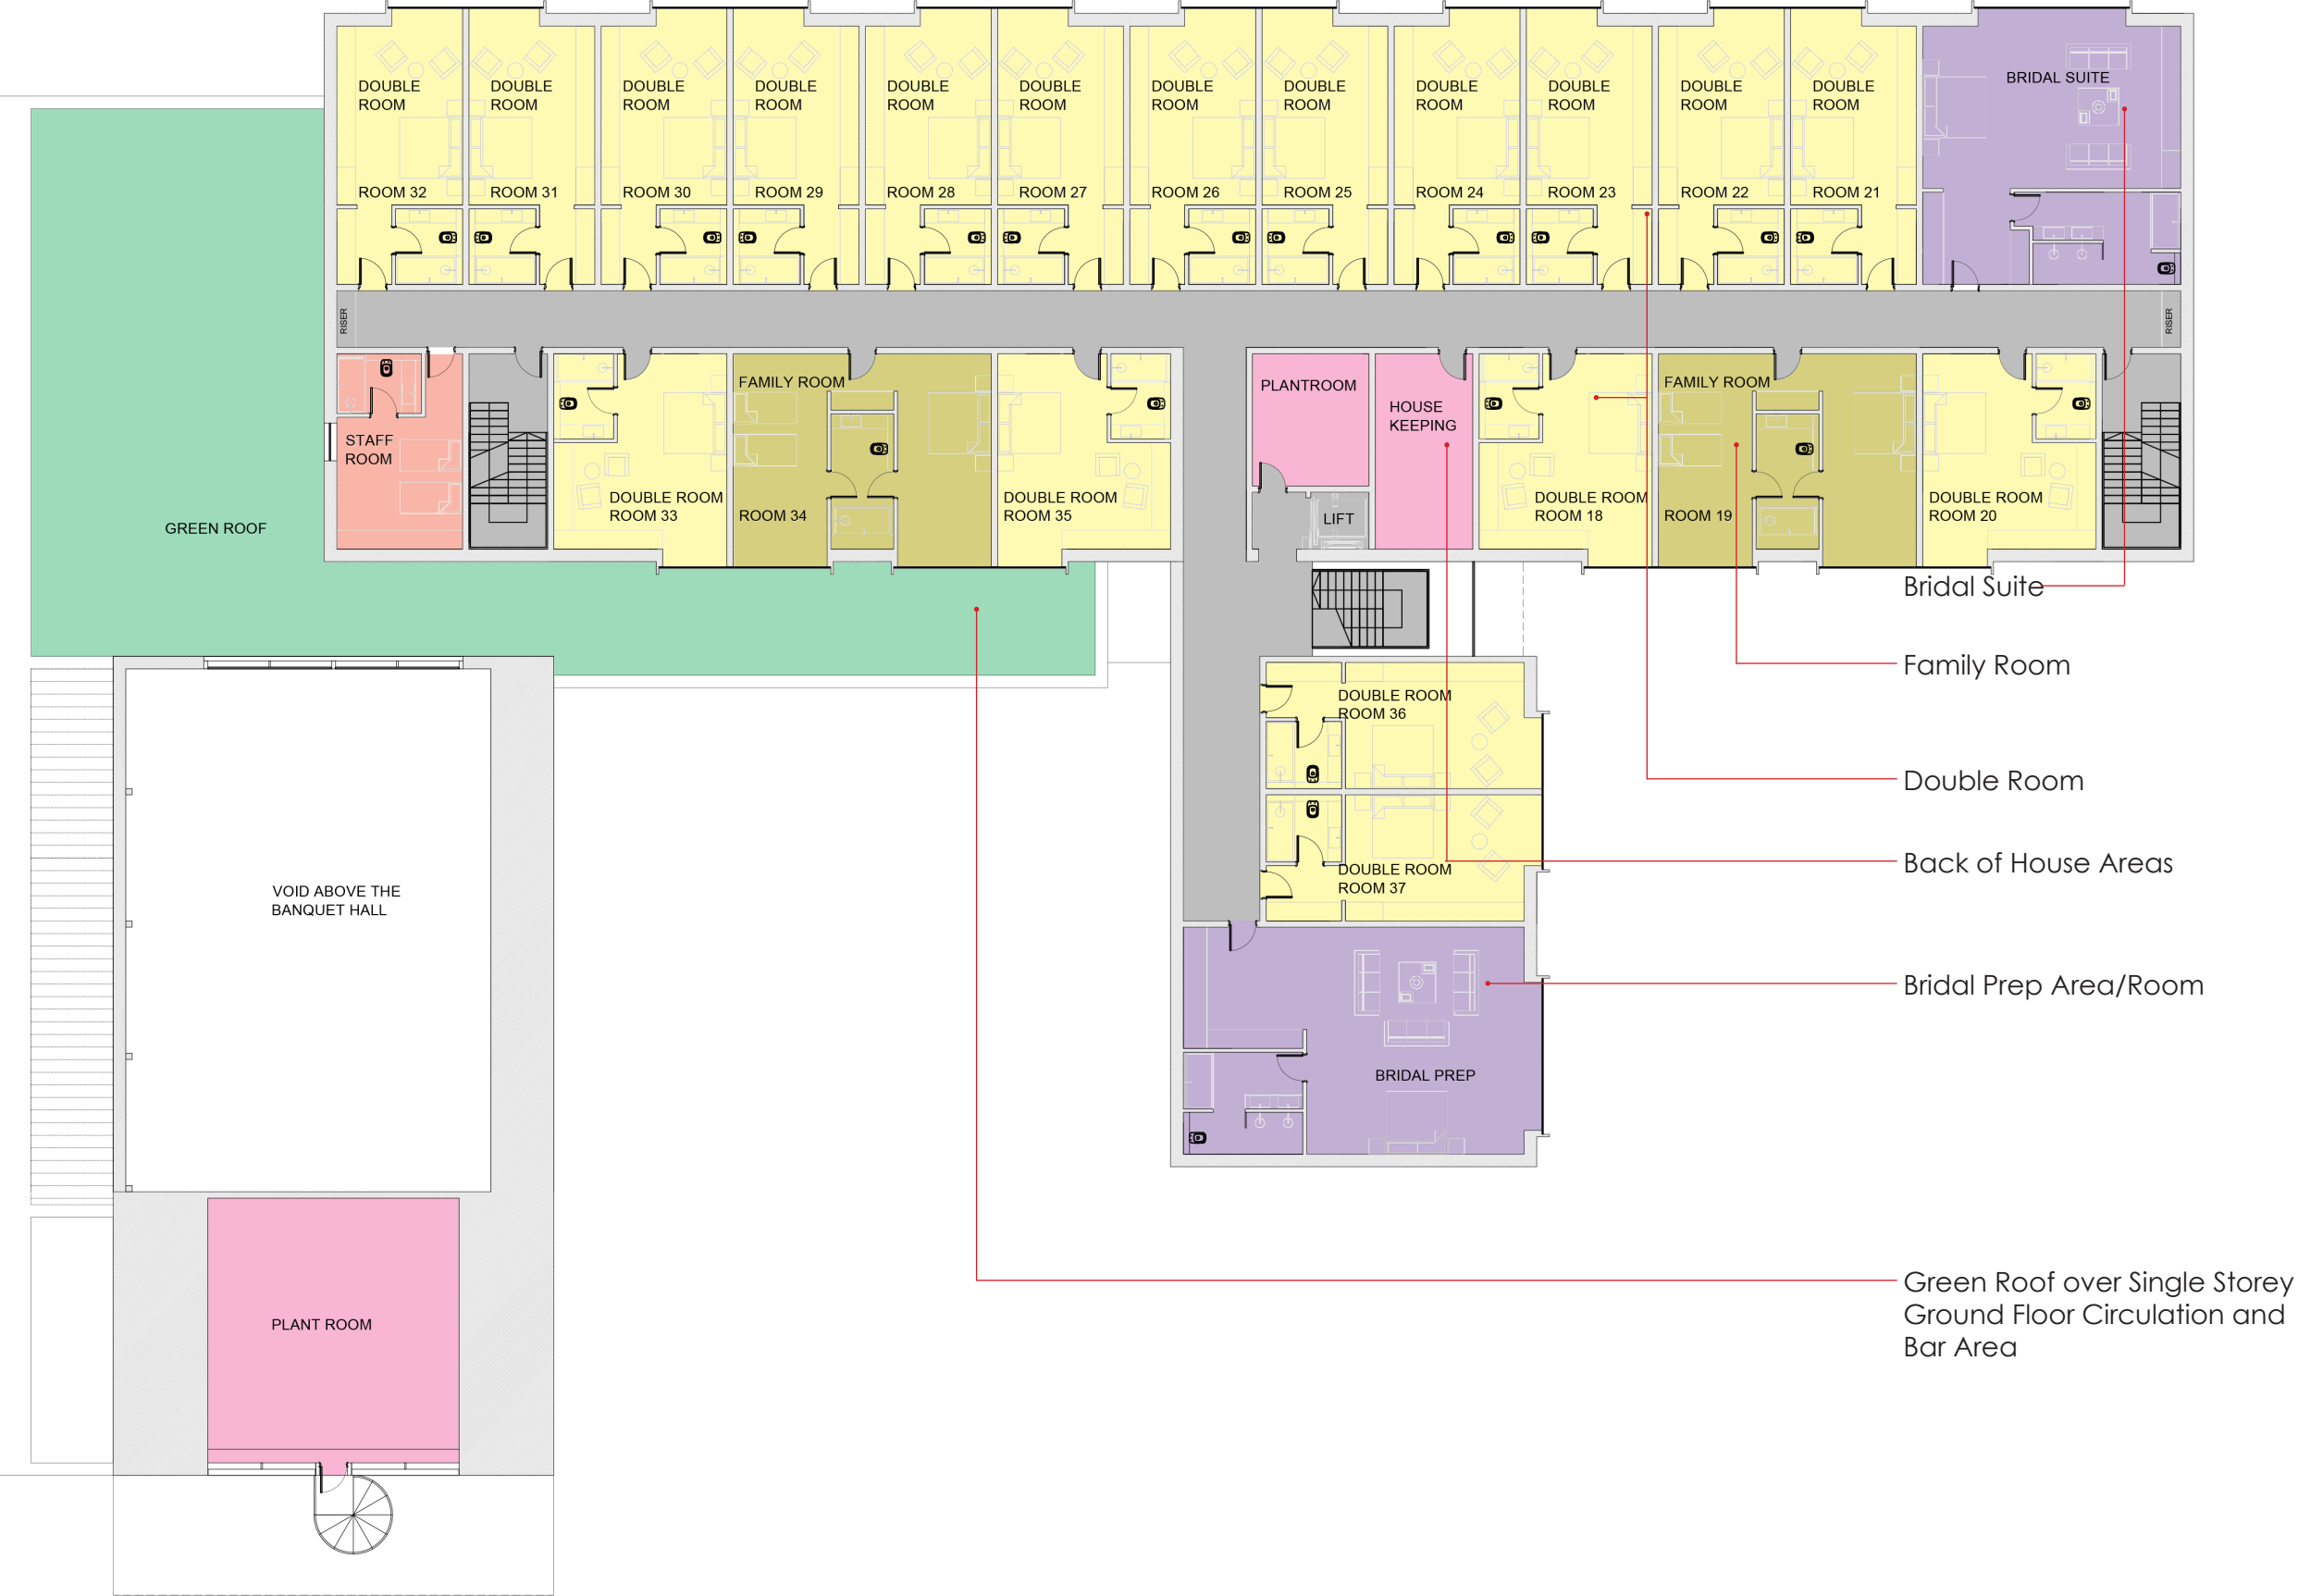 DOUBLE
ROOM
DOUBLE
ROOM
DOUBLE
ROOM
DOUBLE
ROOM
DOUBLE
ROOM
DOUBLE
ROOM
DOUBLE
ROOM
DOUBLE
ROOM
DOUBLE
ROOM
DOUBLE
ROOM
DOUBLE
ROOM
DOUBLE
ROOM
BRIDAL SUITE
ROOM 32
ROOM 31
ROOM 30
ROOM 29
ROOM 28
ROOM 27
ROOM 26
ROOM 25
ROOM 24
ROOM 23
ROOM 22
ROOM 21
RISER
RISER
STAFF
ROOM
DOUBLE ROOM
ROOM 33
FAMILY ROOM
ROOM 34
DOUBLE ROOM
ROOM 35
PLANTROOM
LIFT
HOUSE
KEEPING
DOUBLE ROOM
ROOM 18
FAMILY ROOM
ROOM 19
DOUBLE ROOM
ROOM 20
GREEN ROOF
Bridal Suite
Family Room
DOUBLE ROOM
ROOM 36
Double Room
DOUBLE ROOM
ROOM 37
Back of House Areas
VOID ABOVE THE
BANQUET HALL
Bridal Prep Area/Room
BRIDAL PREP
Green Roof over Single Storey
Ground Floor Circulation and
Bar Area
PLANT ROOM